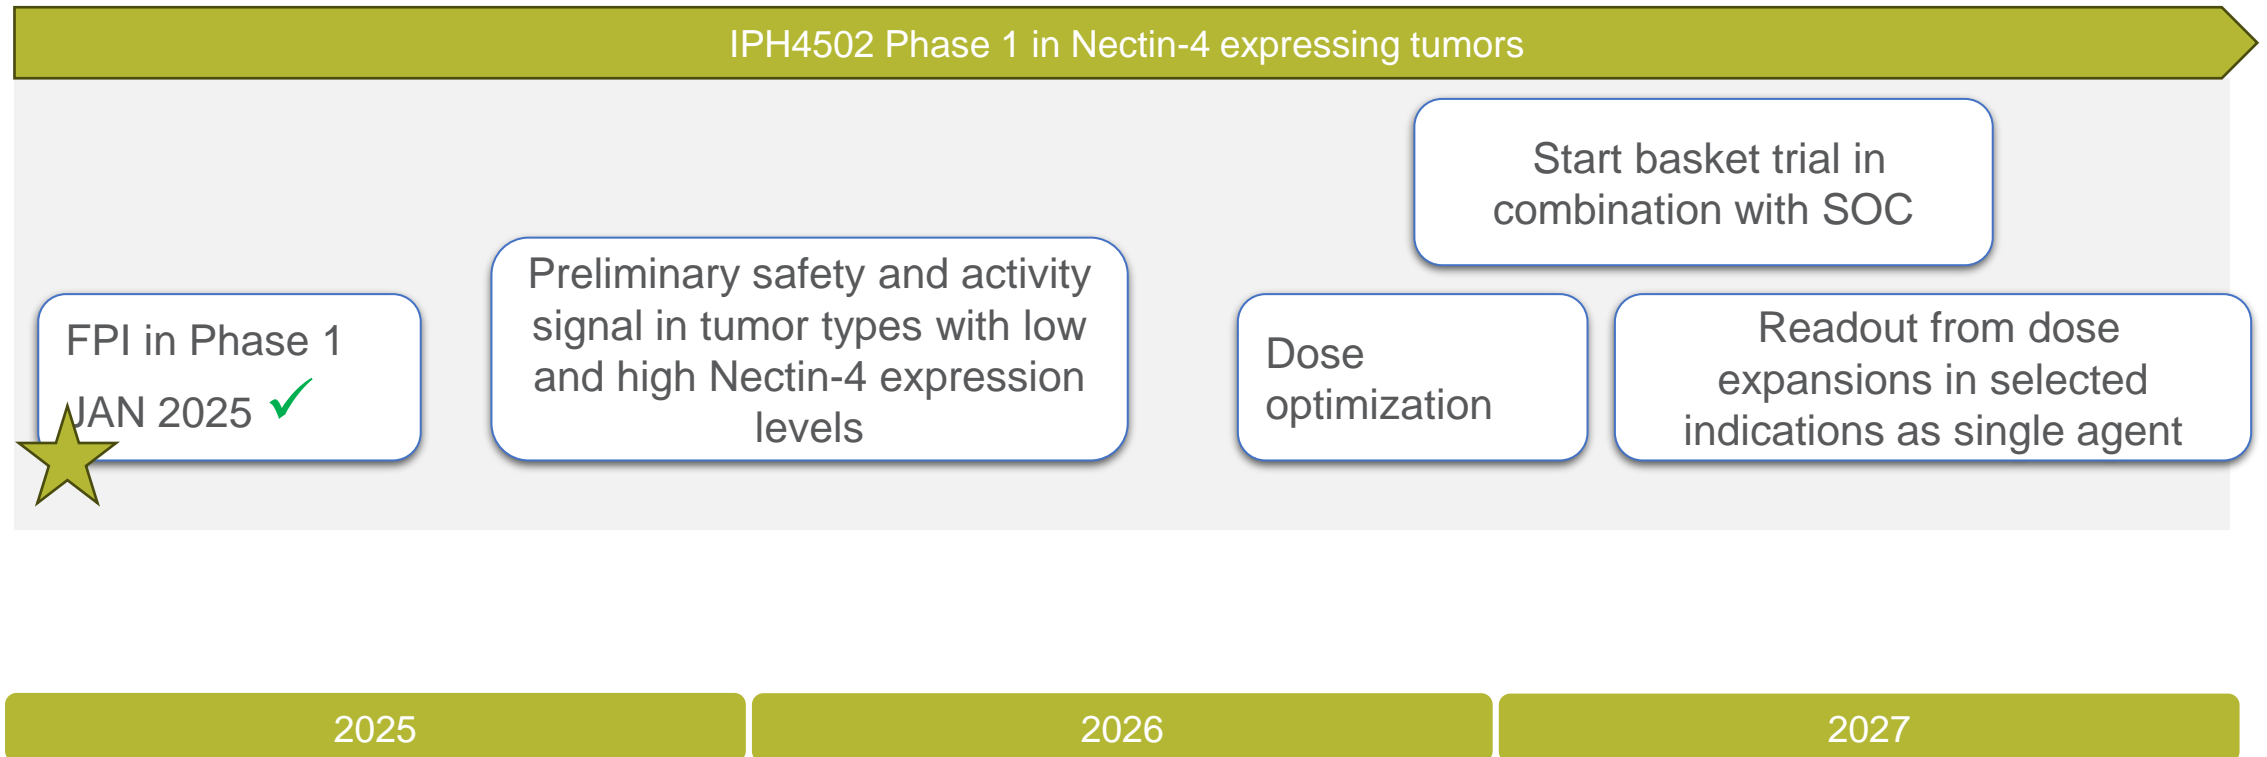 IPH4502 Phase 1 in Nectin-4 expressing tumors
Start basket trial in
combination with SOC
FPI in Phase 1
JAN 2025 ✓
Preliminary safety and activity
signal in tumor types with low
and high Nectin-4 expression
levels
Dose
optimization
Readout from dose
expansions in selected
indications as single agent
2025
2026
2027